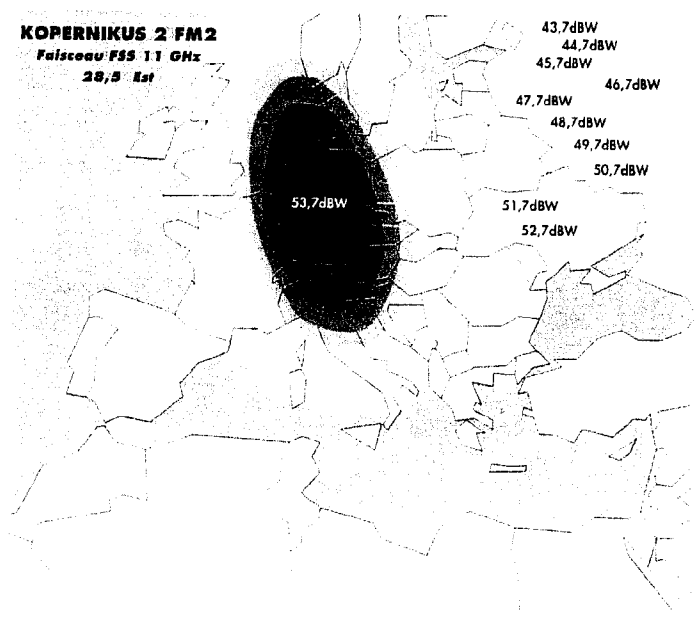 KOPERNIKUS 2 FM2
Faisceau FSS 11 GHz
28,5 Est
43,7dBW
44,7dBW
45,7dBW
46,7dBW
47,7dBW
48,7dBW
49,7dBW
50,7dBW
53,7dBW
51,7dBW
52,7dBW